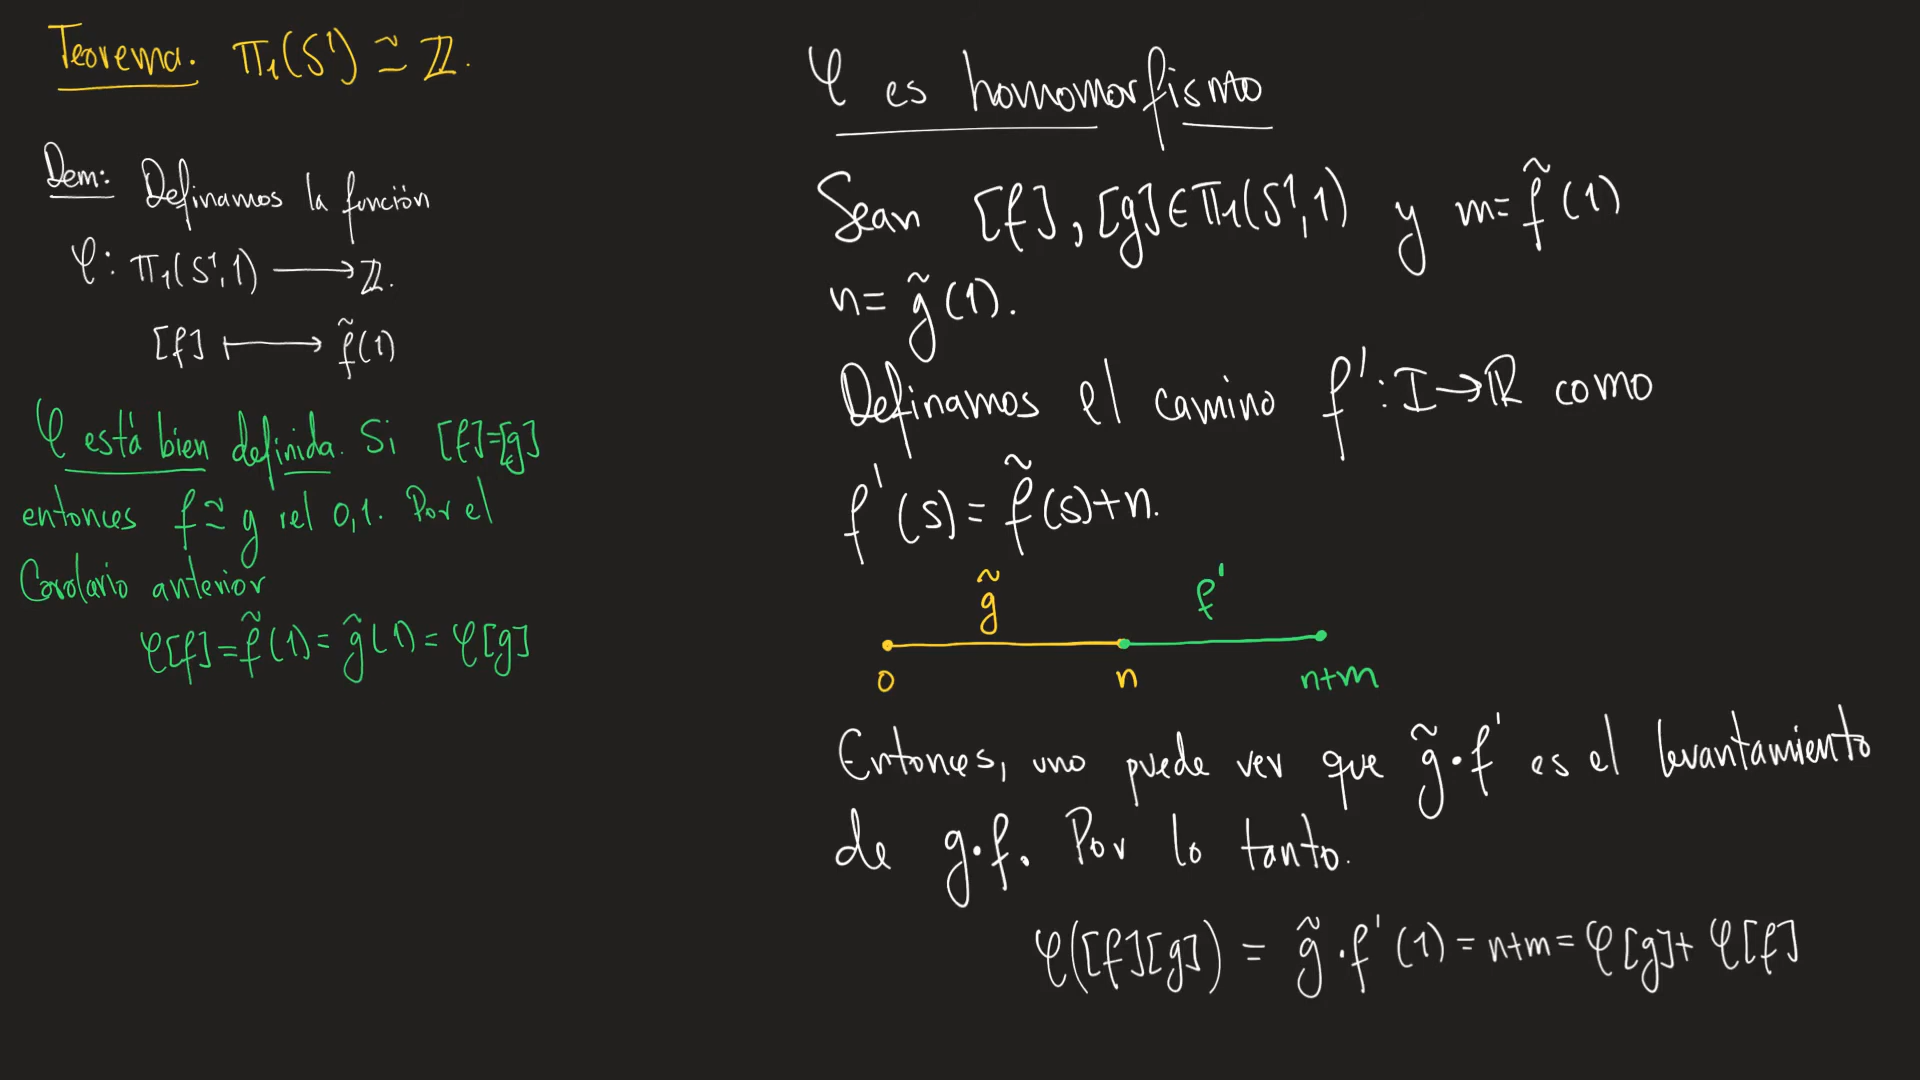 Teorema. π₁(S¹) ≃ ℤ.
Dem: Definamos la función
φ: π₁(S¹,1) ⟶ ℤ.
[f] ⟼ f̃(1)
φ está bien definida. Si [f]=[g]
entonces f ≃ g rel 0,1. Por el
Corolario anterior
φ[f] = f̃(1) = g̃(1) = φ[g]
φ es homomorfismo
Sean [f], [g] ∈ π₁(S¹,1) y m= f̃(1)
n= g̃(1).
Definamos el camino f' : I → ℝ como
f'(s) = f̃(s)+n.
g̃ f'
0 n n+m
Entonces, uno puede ver que g̃·f' es el levantamiento
de g·f. Por lo tanto.
φ([f][g]) = g̃·f'(1) = n+m = φ[g]+ φ[f]